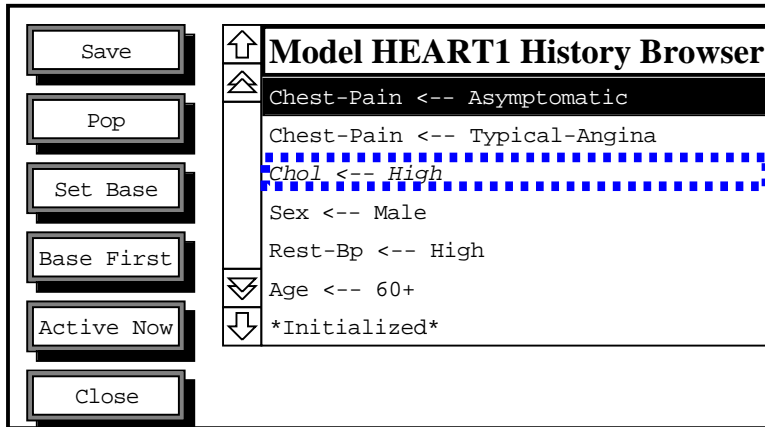 Save
Pop
Set Base
Base First
Active Now
Close
Model HEART1 History Browser
Chest-Pain <-- Asymptomatic
Chest-Pain <-- Typical-Angina
Chol <-- High
Sex <-- Male
Rest-Bp <-- High
Age <-- 60+
*Initialized*